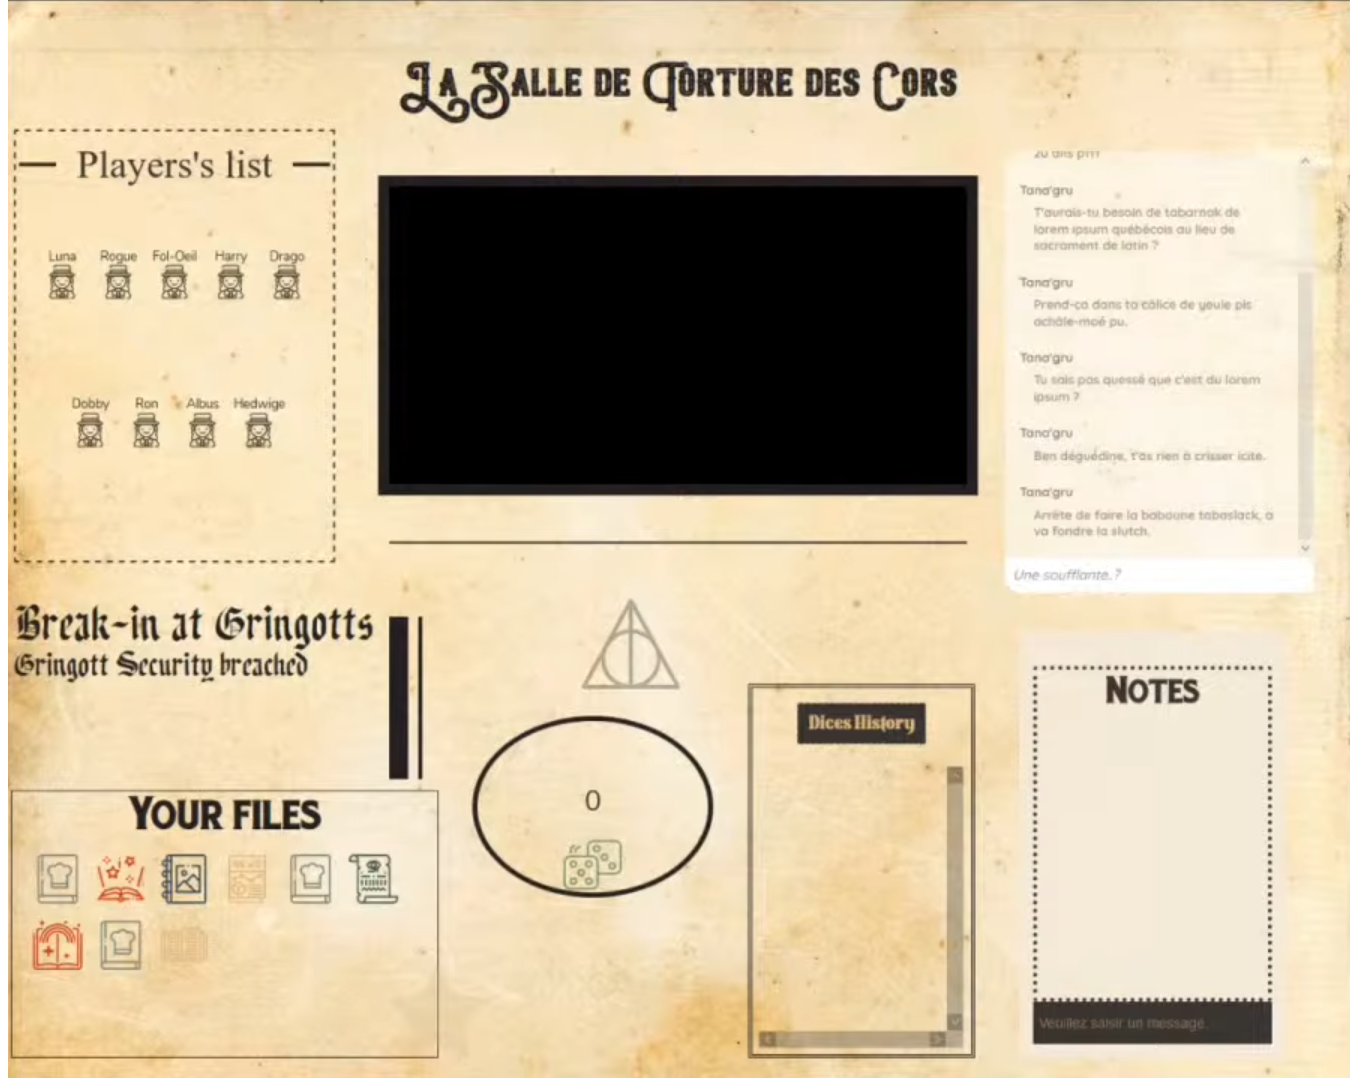 La Salle de Torture des Cors
Players's list
Luna Rogue Fol-Oeil Harry Drago
Dobby Ron Albus Hedwige
20 ans pfff
Tana'gru
T'aurais-tu besoin de tabarnak de
lorem ipsum québécois au lieu de
sacrament de latin ?
Tana'gru
Prend-ca dans ta câlice de yeule pis
achâle-moé pu.
Tana'gru
Tu sais pas quessé que c'est du lorem
ipsum ?
Tana'gru
Ben déguédine, t'as rien à crisser icite.
Tana'gru
Arrête de faire la baboune tabaslack, a
va fondre la slutch.
Une soufflante..?
Break-in at Gringotts
Gringott Security breached
Your files
0
Dices History
Notes
Veuillez saisir un message.